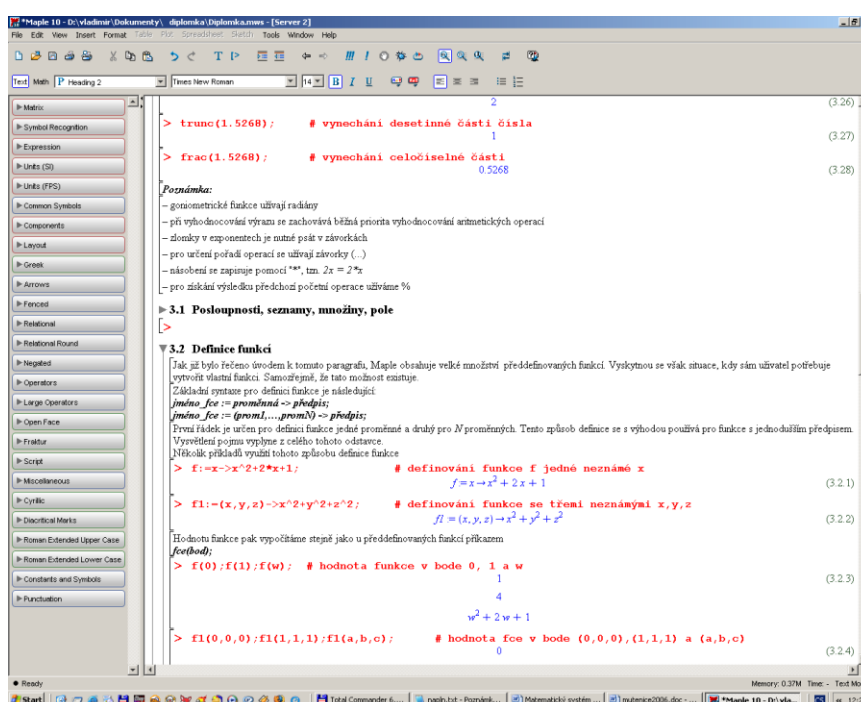 *Maple 10 - D:\vladimir\Dokumenty\_diplomka\Diplomka.mws - [Server 2]
File Edit View Insert Format Table Plot Spreadsheet Sketch Tools Window Help
Text Math P Heading 2 Times New Roman 14 B I U
Matrix
Symbol Recognition
Expression
Units (SI)
Units (FPS)
Common Symbols
Components
Layout
Greek
Arrows
Fenced
Relational
Relational Round
Negated
Operators
Large Operators
Open Face
Fraktur
Script
Miscellaneous
Cyrillic
Diacritical Marks
Roman Extended Upper Case
Roman Extended Lower Case
Constants and Symbols
Punctuation
2 (3.26)
> trunc(1.5268); # vynechání desetinné části čísla
1 (3.27)
> frac(1.5268); # vynechání celočíselné části
0.5268 (3.28)
Poznámka:
– goniometrické funkce užívají radiány
– při vyhodnocování výrazu se zachovává běžná priorita vyhodnocování aritmetických operací
– zlomky v exponentech je nutné psát v závorkách
– pro určení pořadí operací se užívají závorky (...)
– násobení se zapisuje pomocí "*", tzn. 2x = 2*x
– pro získání výsledku předchozí početní operace užíváme %
3.1 Posloupnosti, seznamy, množiny, pole
>
3.2 Definice funkcí
Jak již bylo řečeno úvodem k tomuto paragrafu, Maple obsahuje velké množství předdefinovaných funkcí. Vyskytnou se však situace, kdy sám uživatel potřebuje
vytvořit vlastní funkci. Samozřejmě, že tato možnost existuje.
Základní syntaxe pro definici funkce je následující:
jméno_fce := proměnná -> předpis;
jméno_fce := (prom1,...,promN) -> předpis;
První řádek je určen pro definici funkce jedné proměnné a druhý pro N proměnných. Tento způsob definice se s výhodou používá pro funkce s jednodušším předpisem.
Vysvětlení pojmu vyplyne z celého tohoto odstavce.
Několik příkladů využití tohoto způsobu definice funkce
> f:=x->x^2+2*x+1; # definování funkce f jedné neznámé x
f := x → x² + 2 x + 1 (3.2.1)
> f1:=(x,y,z)->x^2+y^2+z^2; # definování funkce se třemi neznámými x,y,z
f1 := (x, y, z) → x² + y² + z² (3.2.2)
Hodnotu funkce pak vypočítáme stejně jako u předdefinovaných funkcí příkazem
fce(bod);
> f(0);f(1);f(w); # hodnota funkce v bode 0, 1 a w
1 (3.2.3)
4
w² + 2 w + 1
> f1(0,0,0);f1(1,1,1);f1(a,b,c); # hodnota fce v bode (0,0,0),(1,1,1) a (a,b,c)
0 (3.2.4)
Ready Memory: 0.37M Time: - Text Mo
Start Total Commander 6.... napln.txt - Poznámk... Matematický systém ... mutenice2006.doc - ... *Maple 10 - D:\vla... CS